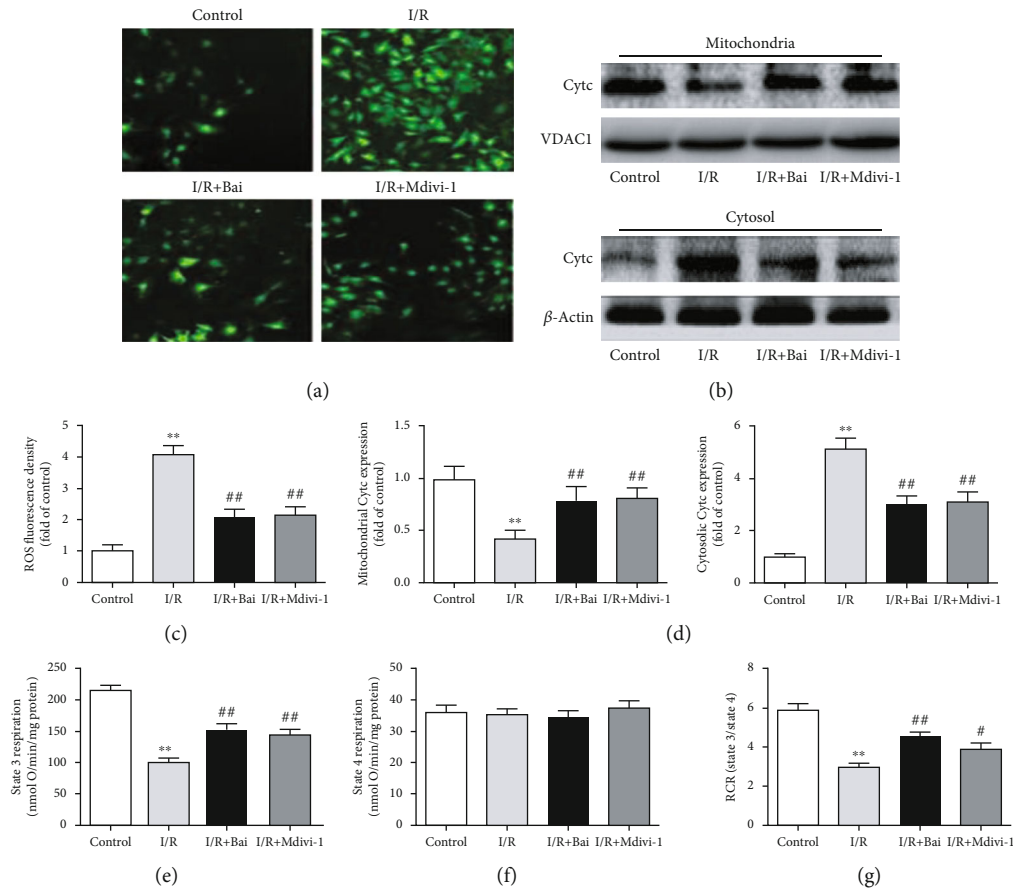 Control
I/R
I/R+Bai
I/R+Mdivi-1
(a)
Mitochondria
Cytc
VDAC1
Control I/R I/R+Bai I/R+Mdivi-1
Cytosol
Cytc
β-Actin
Control I/R I/R+Bai I/R+Mdivi-1
(b)
ROS fluorescence density
(fold of control)
5
4
3
2
1
0
**
##
##
Control I/R I/R+Bai I/R+Mdivi-1
(c)
Mitochondrial Cytc expression
(fold of control)
1.5
1.0
0.5
0.0
**
##
##
Control I/R I/R+Bai I/R+Mdivi-1
Cytosolic Cytc expression
(fold of control)
6
4
2
0
**
##
##
Control I/R I/R+Bai I/R+Mdivi-1
(d)
State 3 respiration
(nmol O/min/mg protein)
250
200
150
100
50
0
**
##
##
Control I/R I/R+Bai I/R+Mdivi-1
(e)
State 4 respiration
(nmol O/min/mg protein)
50
40
30
20
10
0
Control I/R I/R+Bai I/R+Mdivi-1
(f)
RCR (state 3/state 4)
8
6
4
2
0
**
##
#
Control I/R I/R+Bai I/R+Mdivi-1
(g)